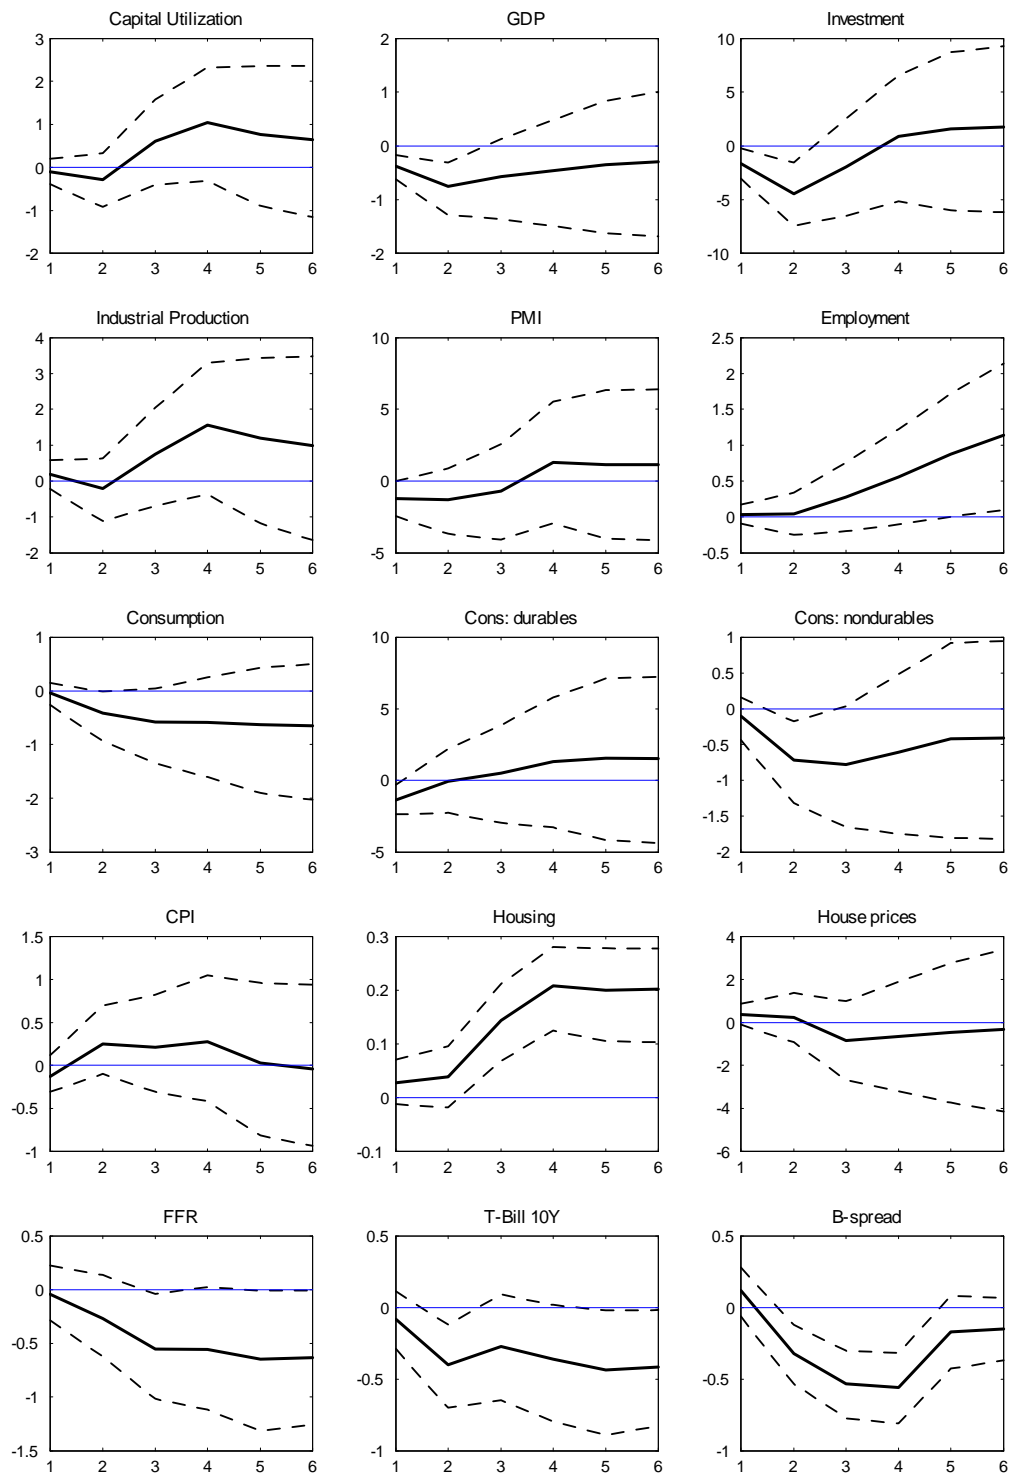 Capital Utilization
3
2
1
0
-1
-2
1 2 3 4 5 6
GDP
2
1
0
-1
-2
1 2 3 4 5 6
Investment
10
5
0
-5
-10
1 2 3 4 5 6
Industrial Production
4
3
2
1
0
-1
-2
1 2 3 4 5 6
PMI
10
5
0
-5
1 2 3 4 5 6
Employment
2.5
2
1.5
1
0.5
0
-0.5
1 2 3 4 5 6
Consumption
1
0
-1
-2
-3
1 2 3 4 5 6
Cons: durables
10
5
0
-5
1 2 3 4 5 6
Cons: nondurables
1
0.5
0
-0.5
-1
-1.5
-2
1 2 3 4 5 6
CPI
1.5
1
0.5
0
-0.5
-1
1 2 3 4 5 6
Housing
0.3
0.2
0.1
0
-0.1
1 2 3 4 5 6
House prices
4
2
0
-2
-4
-6
1 2 3 4 5 6
FFR
0.5
0
-0.5
-1
-1.5
1 2 3 4 5 6
T-Bill 10Y
0.5
0
-0.5
-1
1 2 3 4 5 6
B-spread
0.5
0
-0.5
-1
1 2 3 4 5 6